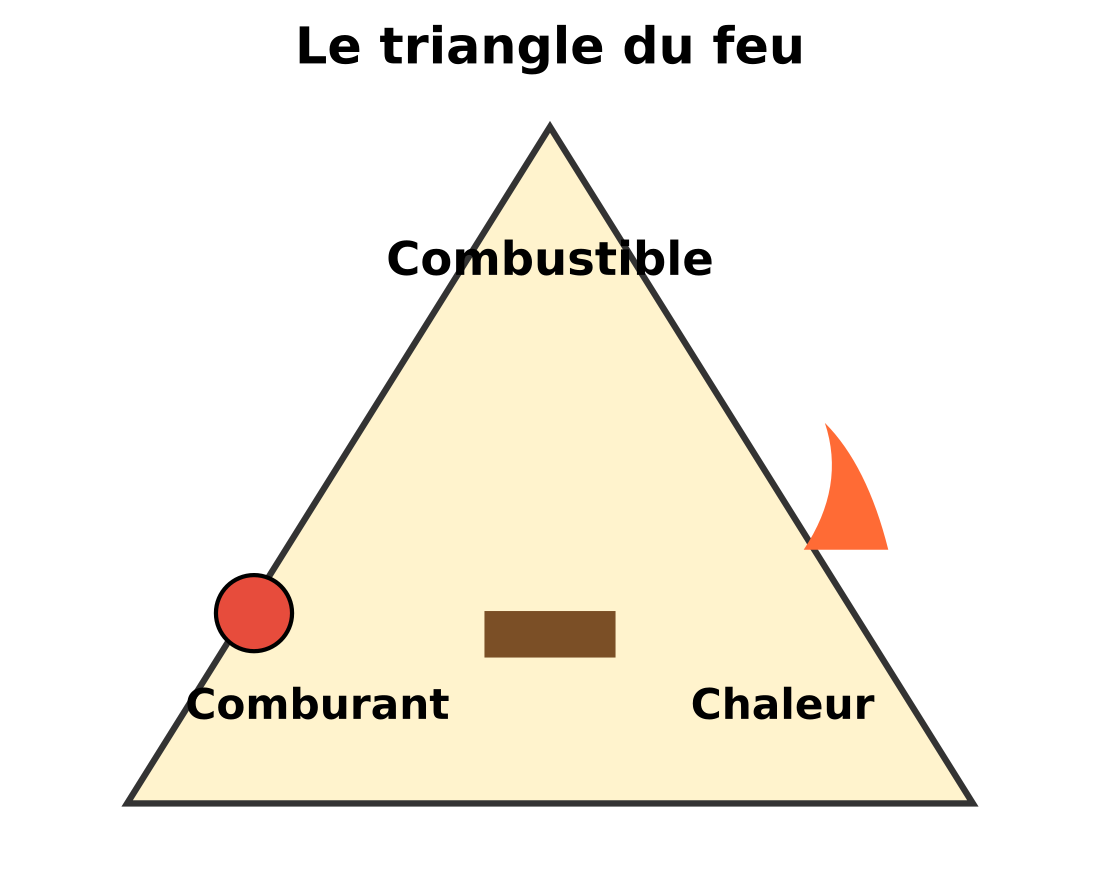 Le triangle du feu
Combustible
Comburant
Chaleur